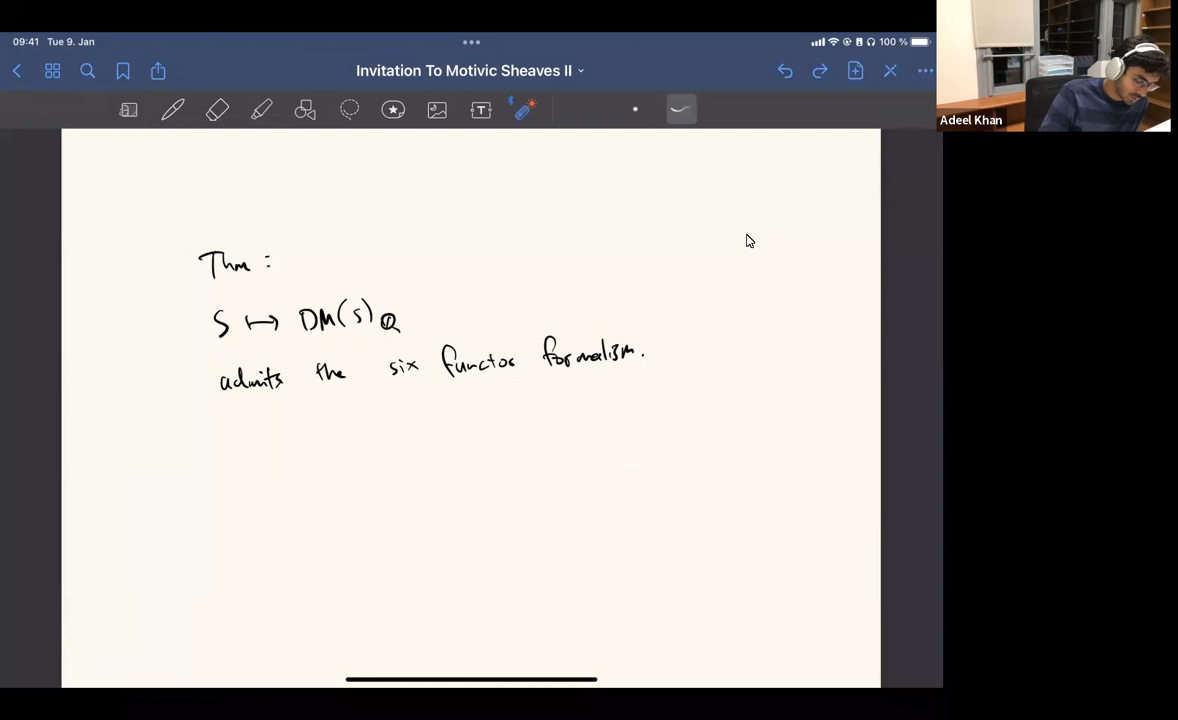 09:41 Tue 9. Jan
100 %
Invitation To Motivic Sheaves II
Adeel Khan
Thm :
S ↦ DM(S)_ℚ
admits the six functor formalism.